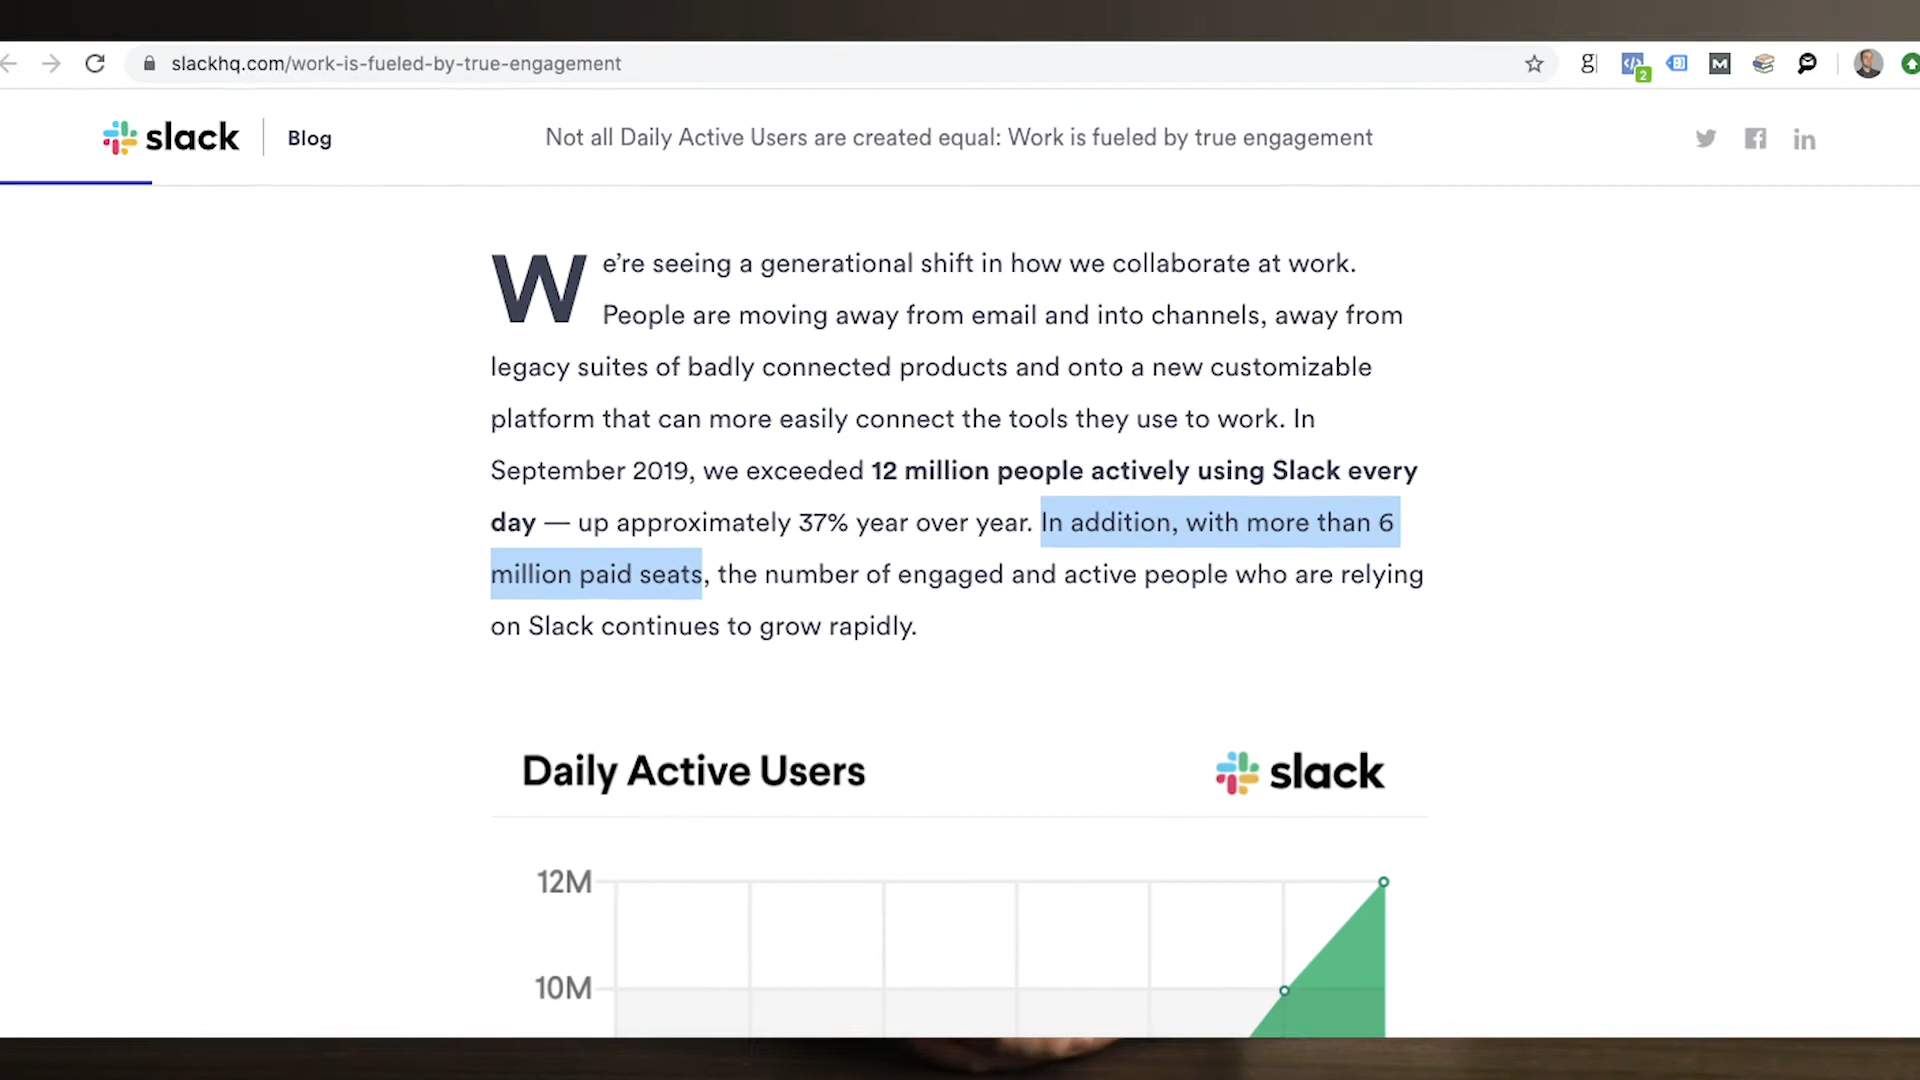 slackhq.com/work-is-fueled-by-true-engagement
g
2
M
slack
Blog
Not all Daily Active Users are created equal: Work is fueled by true engagement
We’re seeing a generational shift in how we collaborate at work.
People are moving away from email and into channels, away from
legacy suites of badly connected products and onto a new customizable
platform that can more easily connect the tools they use to work. In
September 2019, we exceeded 12 million people actively using Slack every
day — up approximately 37% year over year. In addition, with more than 6
million paid seats, the number of engaged and active people who are relying
on Slack continues to grow rapidly.
Daily Active Users
slack
12M
10M